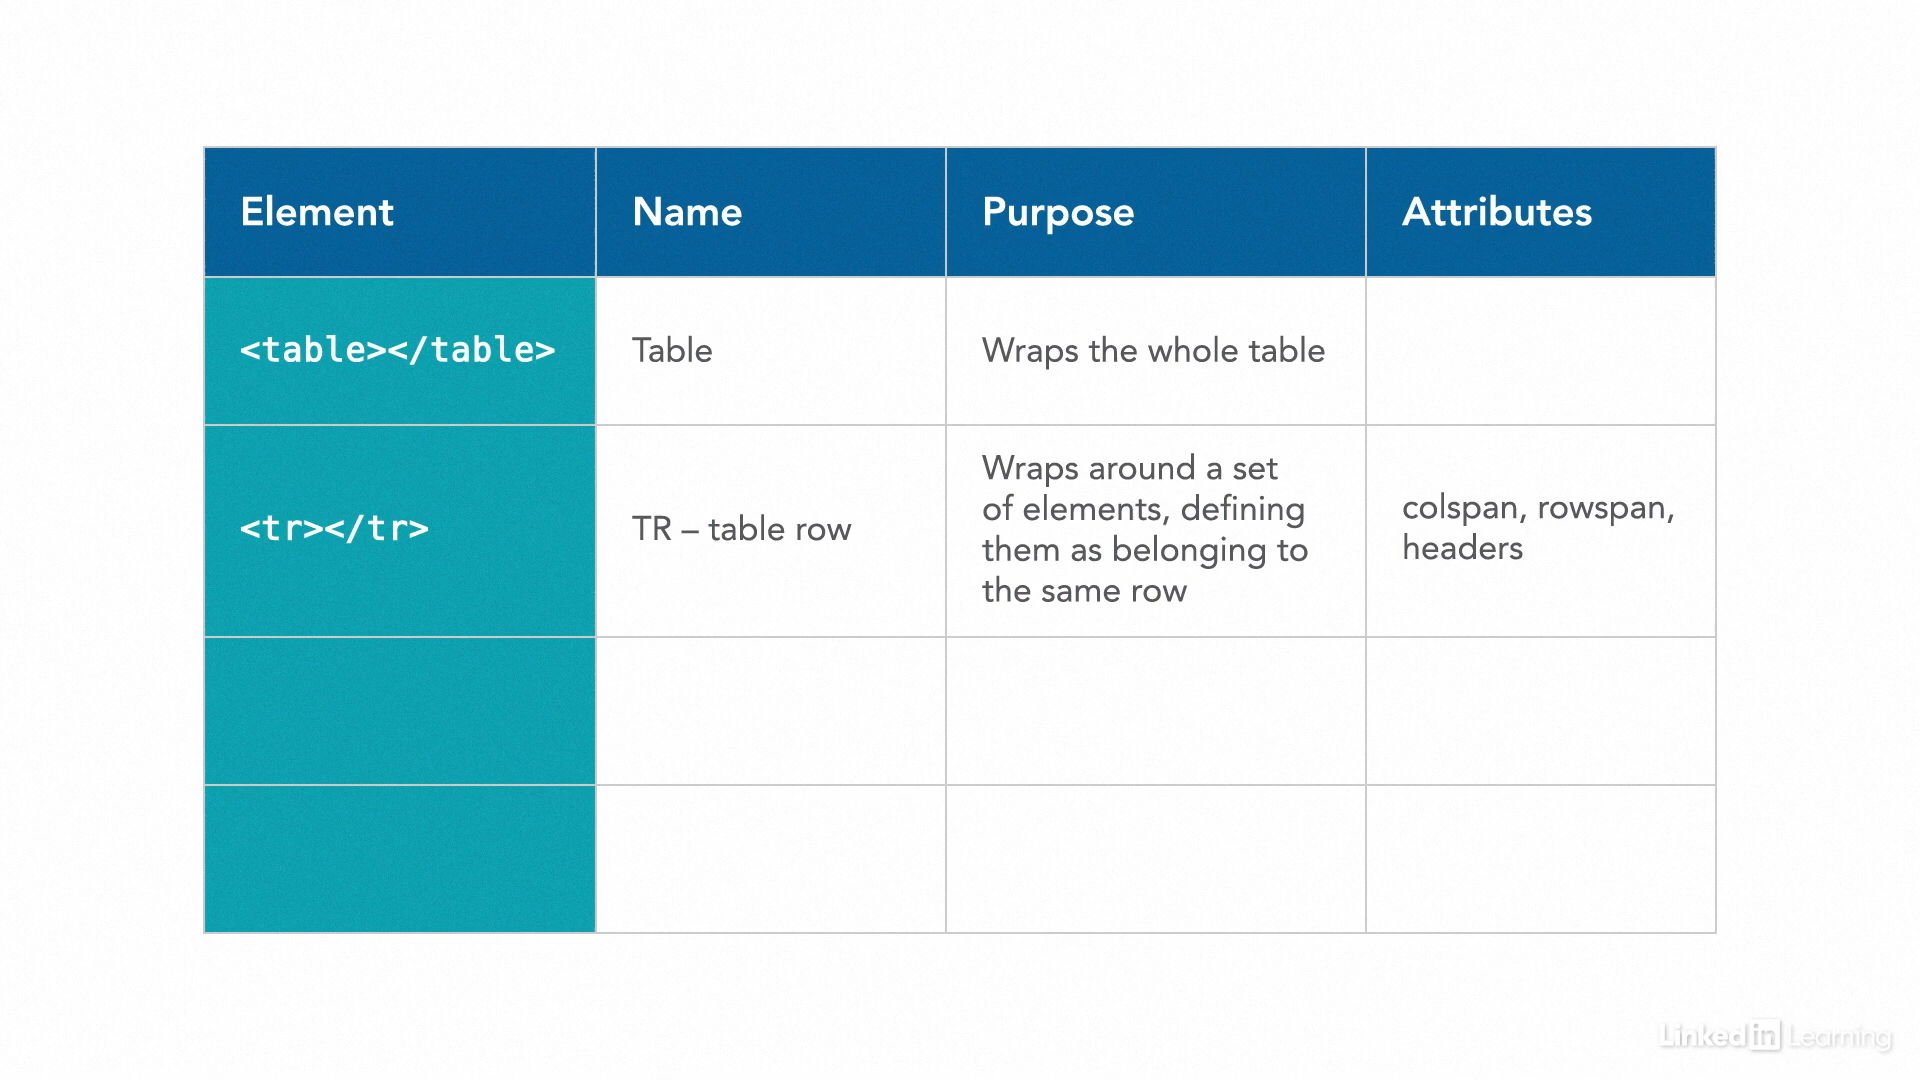 Element Name Purpose Attributes
<table></table> Table Wraps the whole table
<tr></tr> TR – table row Wraps around a set
of elements, defining
them as belonging to
the same row
colspan, rowspan,
headers
LinkedIn Learning